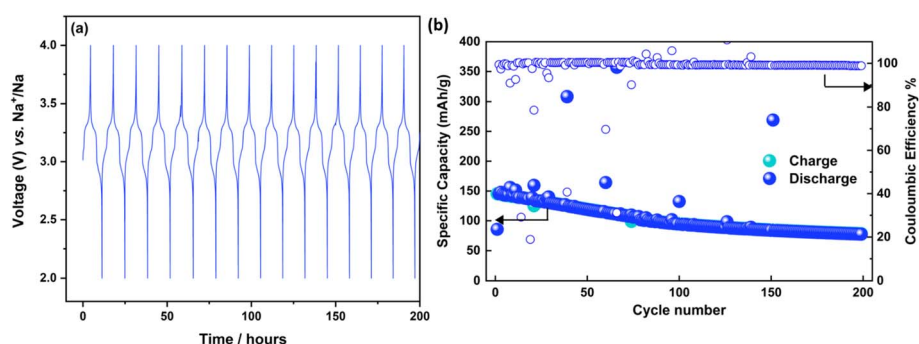 (a)
Voltage (V) vs. Na⁺/Na
4.0
3.5
3.0
2.5
2.0
0 50 100 150 200
Time / hours
(b)
Specific Capacity (mAh/g)
400
350
300
250
200
150
100
50
0
0 50 100 150 200
Cycle number
Charge
Discharge
100
80
60
40
20
0
Couloumbic Efficiency %